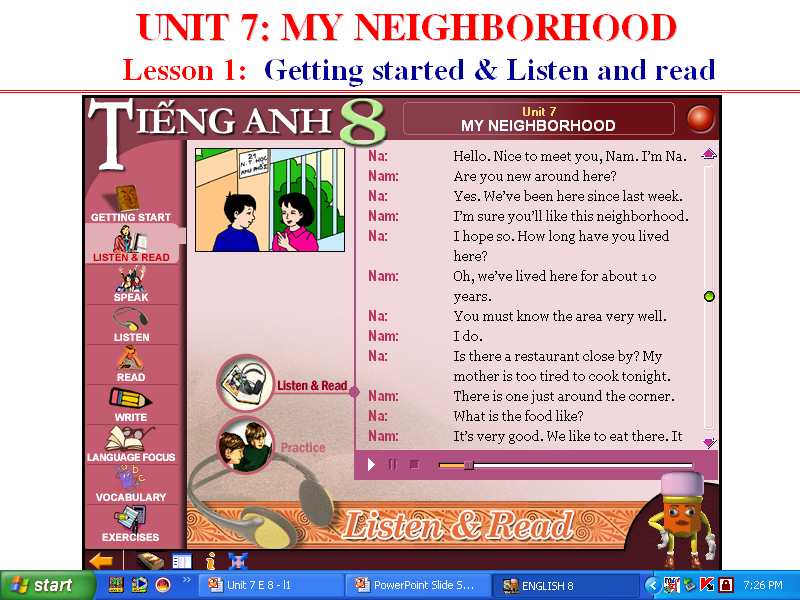 UNIT 7: MY NEIGHBORHOOD
Lesson 1: Getting started & Listen and read
TIẾNG ANH 8
Unit 7
MY NEIGHBORHOOD
21
N. T. HỌC
KHU PHỐ 1
GETTING START
LISTEN & READ
SPEAK
LISTEN
READ
WRITE
LANGUAGE FOCUS
VOCABULARY
EXERCISES
Na: Hello. Nice to meet you, Nam. I'm Na.
Nam: Are you new around here?
Na: Yes. We've been here since last week.
Nam: I'm sure you'll like this neighborhood.
Na: I hope so. How long have you lived
here?
Nam: Oh, we've lived here for about 10
years.
Na: You must know the area very well.
Nam: I do.
Na: Is there a restaurant close by? My
mother is too tired to cook tonight.
Nam: There is one just around the corner.
Na: What is the food like?
Nam: It's very good. We like to eat there. It
Listen & Read
Practice
Listen & Read
start
Unit 7 E 8 - l1
PowerPoint Slide S...
ENGLISH 8
7:26 PM